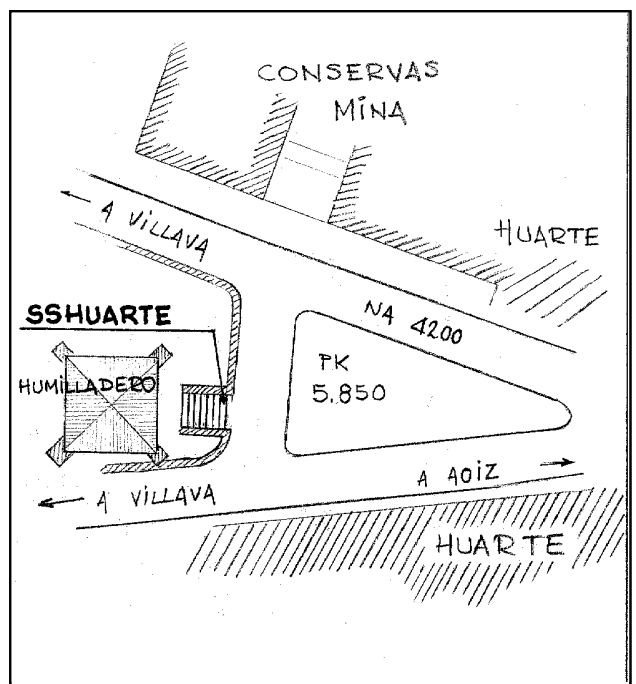 CONSERVAS
MINA
← A VILLAVA
HUARTE
SSHUARTE
NA 4200
HUMILLADERO
PK
5.850
A AOIZ →
← A VILLAVA
HUARTE